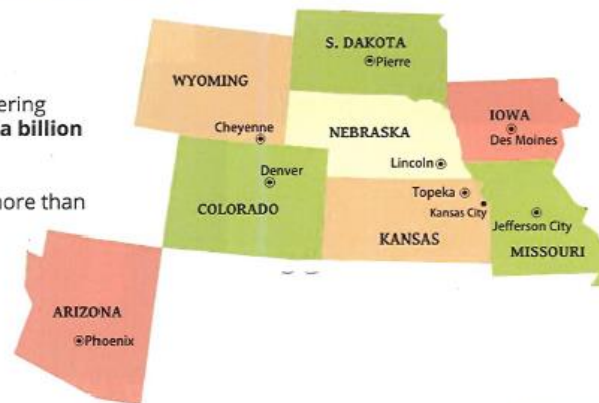 S. DAKOTA
Pierre
WYOMING
ering
a billion
IOWA
Cheyenne
NEBRASKA
Des Moines
Denver
Lincoln
more than
Topeka
COLORADO
Kansas City
Jefferson City
KANSAS
MISSOURI
ARIZONA
Phoenix